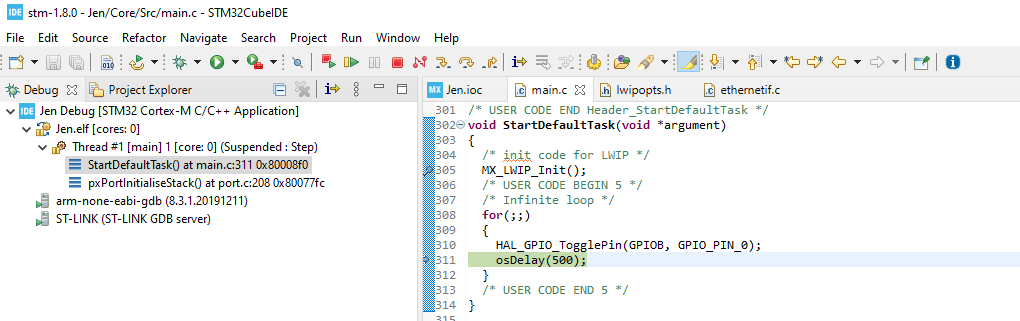 IDE stm-1.8.0 - Jen/Core/Src/main.c - STM32CubeIDE
File Edit Source Refactor Navigate Search Project Run Window Help
010
Debug Project Explorer
IDE Jen Debug [STM32 Cortex-M C/C++ Application]
Jen.elf [cores: 0]
Thread #1 [main] 1 [core: 0] (Suspended : Step)
StartDefaultTask() at main.c:311 0x80008f0
pxPortInitialiseStack() at port.c:208 0x80077fc
arm-none-eabi-gdb (8.3.1.20191211)
ST-LINK (ST-LINK GDB server)
MX Jen.ioc main.c lwipopts.h ethernetif.c
301 /* USER CODE END Header_StartDefaultTask */
302 void StartDefaultTask(void *argument)
303 {
304 /* init code for LWIP */
305 MX_LWIP_Init();
306 /* USER CODE BEGIN 5 */
307 /* Infinite loop */
308 for(;;)
309 {
310 HAL_GPIO_TogglePin(GPIOB, GPIO_PIN_0);
311 osDelay(500);
312 }
313 /* USER CODE END 5 */
314 }
315